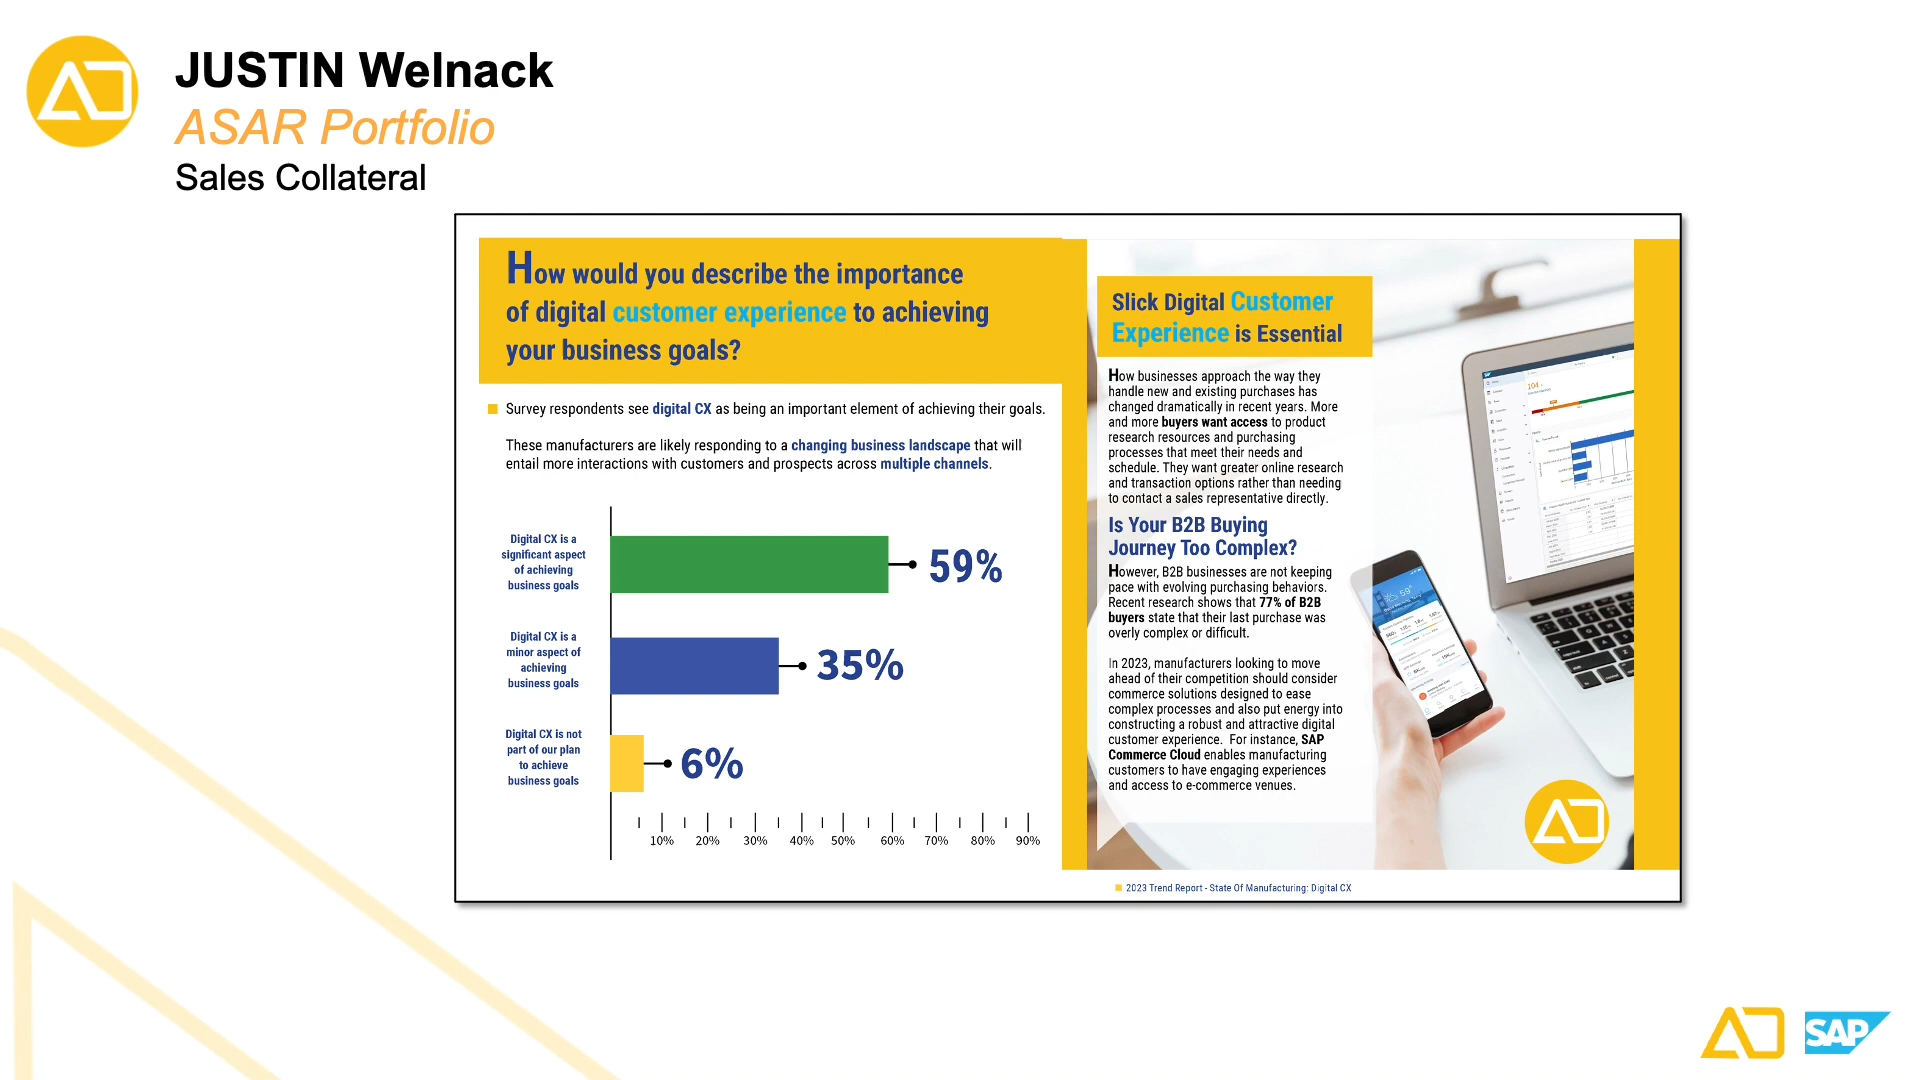 JUSTIN Welnack
ASAR Portfolio
Sales Collateral
How would you describe the importance
of digital customer experience to achieving
your business goals?
Survey respondents see digital CX as being an important element of achieving their goals.
These manufacturers are likely responding to a changing business landscape that will
entail more interactions with customers and prospects across multiple channels.
Digital CX is a
significant aspect
of achieving
business goals
59%
Digital CX is a
minor aspect of
achieving
business goals
35%
Digital CX is not
part of our plan
to achieve
business goals
6%
10% 20% 30% 40% 50% 60% 70% 80% 90%
Slick Digital Customer
Experience is Essential
How businesses approach the way they
handle new and existing purchases has
changed dramatically in recent years. More
and more buyers want access to product
research resources and purchasing
processes that meet their needs and
schedule. They want greater online research
and transaction options rather than needing
to contact a sales representative directly.
Is Your B2B Buying
Journey Too Complex?
However, B2B businesses are not keeping
pace with evolving purchasing behaviors.
Recent research shows that 77% of B2B
buyers state that their last purchase was
overly complex or difficult.
In 2023, manufacturers looking to move
ahead of their competition should consider
commerce solutions designed to ease
complex processes and also put energy into
constructing a robust and attractive digital
customer experience. For instance, SAP
Commerce Cloud enables manufacturing
customers to have engaging experiences
and access to e-commerce venues.
104
59°
2023 Trend Report - State Of Manufacturing: Digital CX
SAP